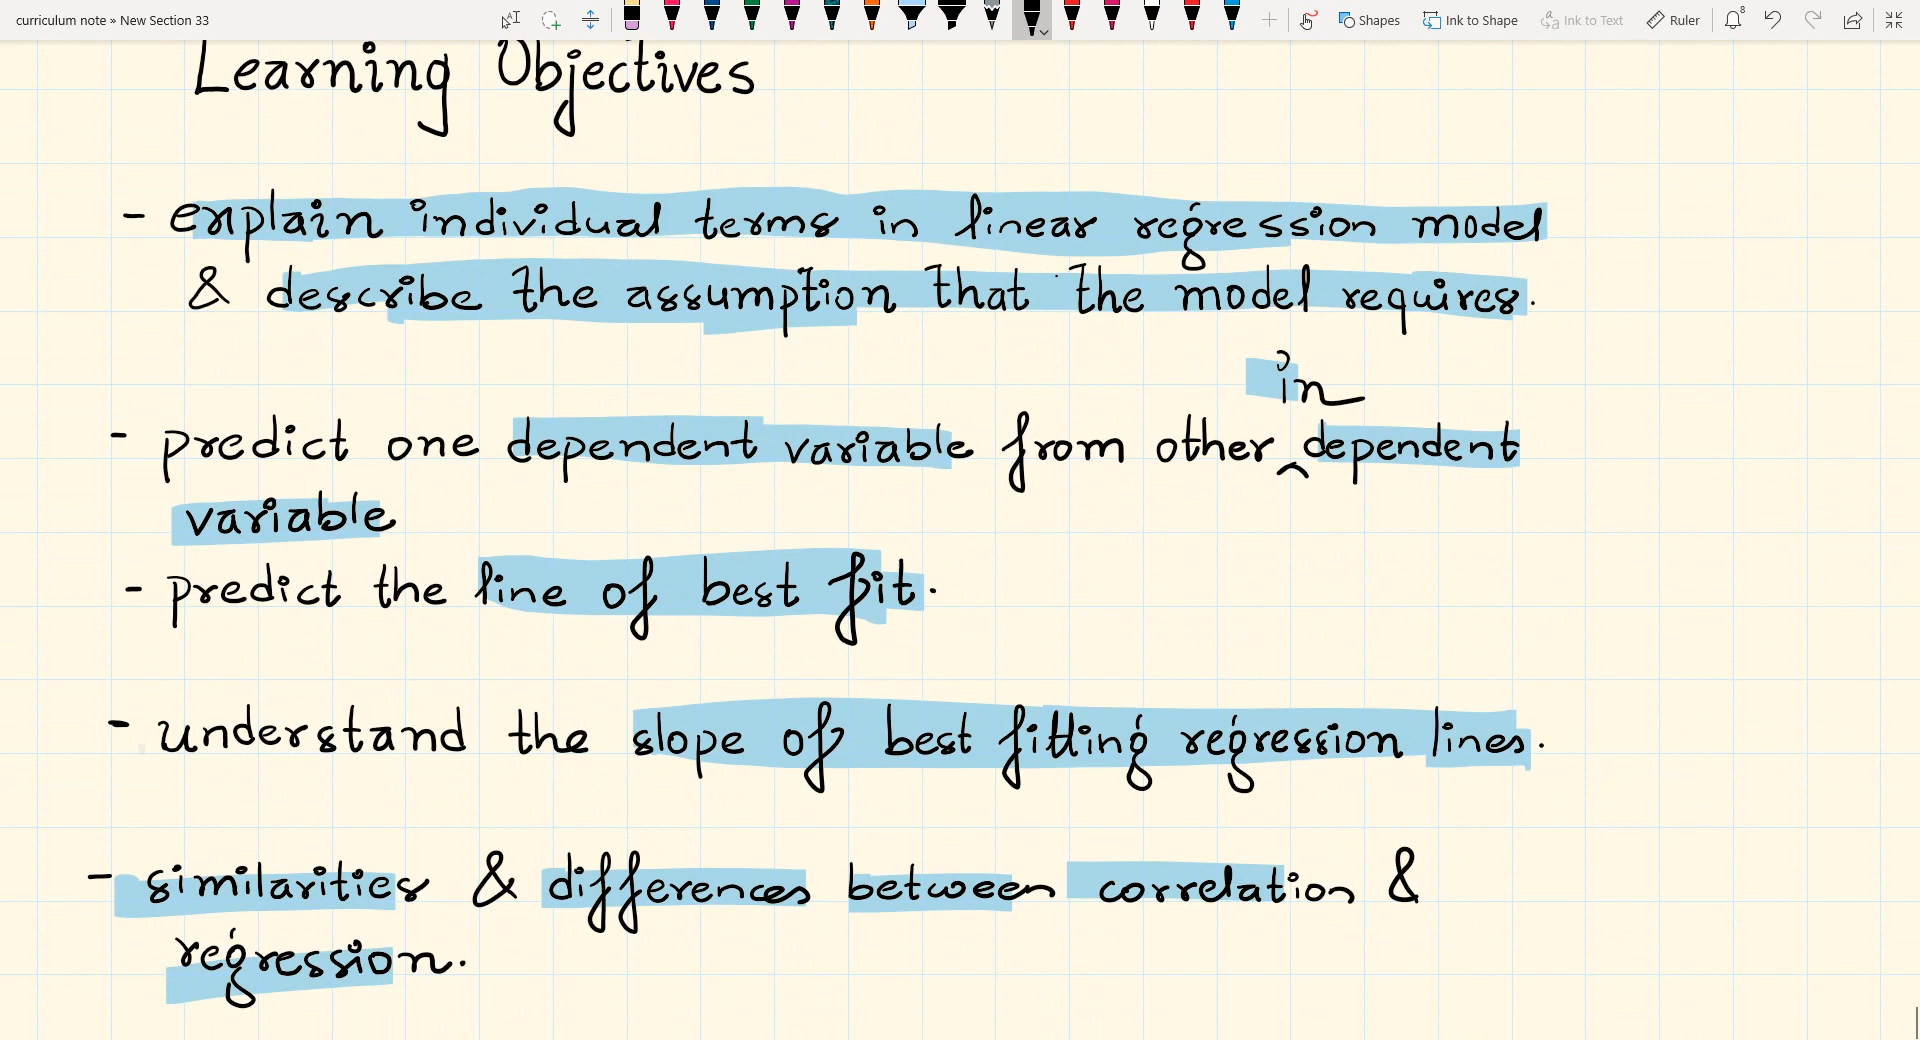 curriculum note » New Section 33
Shapes Ink to Shape Ink to Text Ruler 8
Learning Objectives
- explain individual terms in linear regression model
& describe the assumption that the model requires.
in
- predict one dependent variable from other ^ dependent
variable
- predict the line of best fit.
- understand the slope of best fitting regression lines.
- similarities & differences between correlation &
regression.